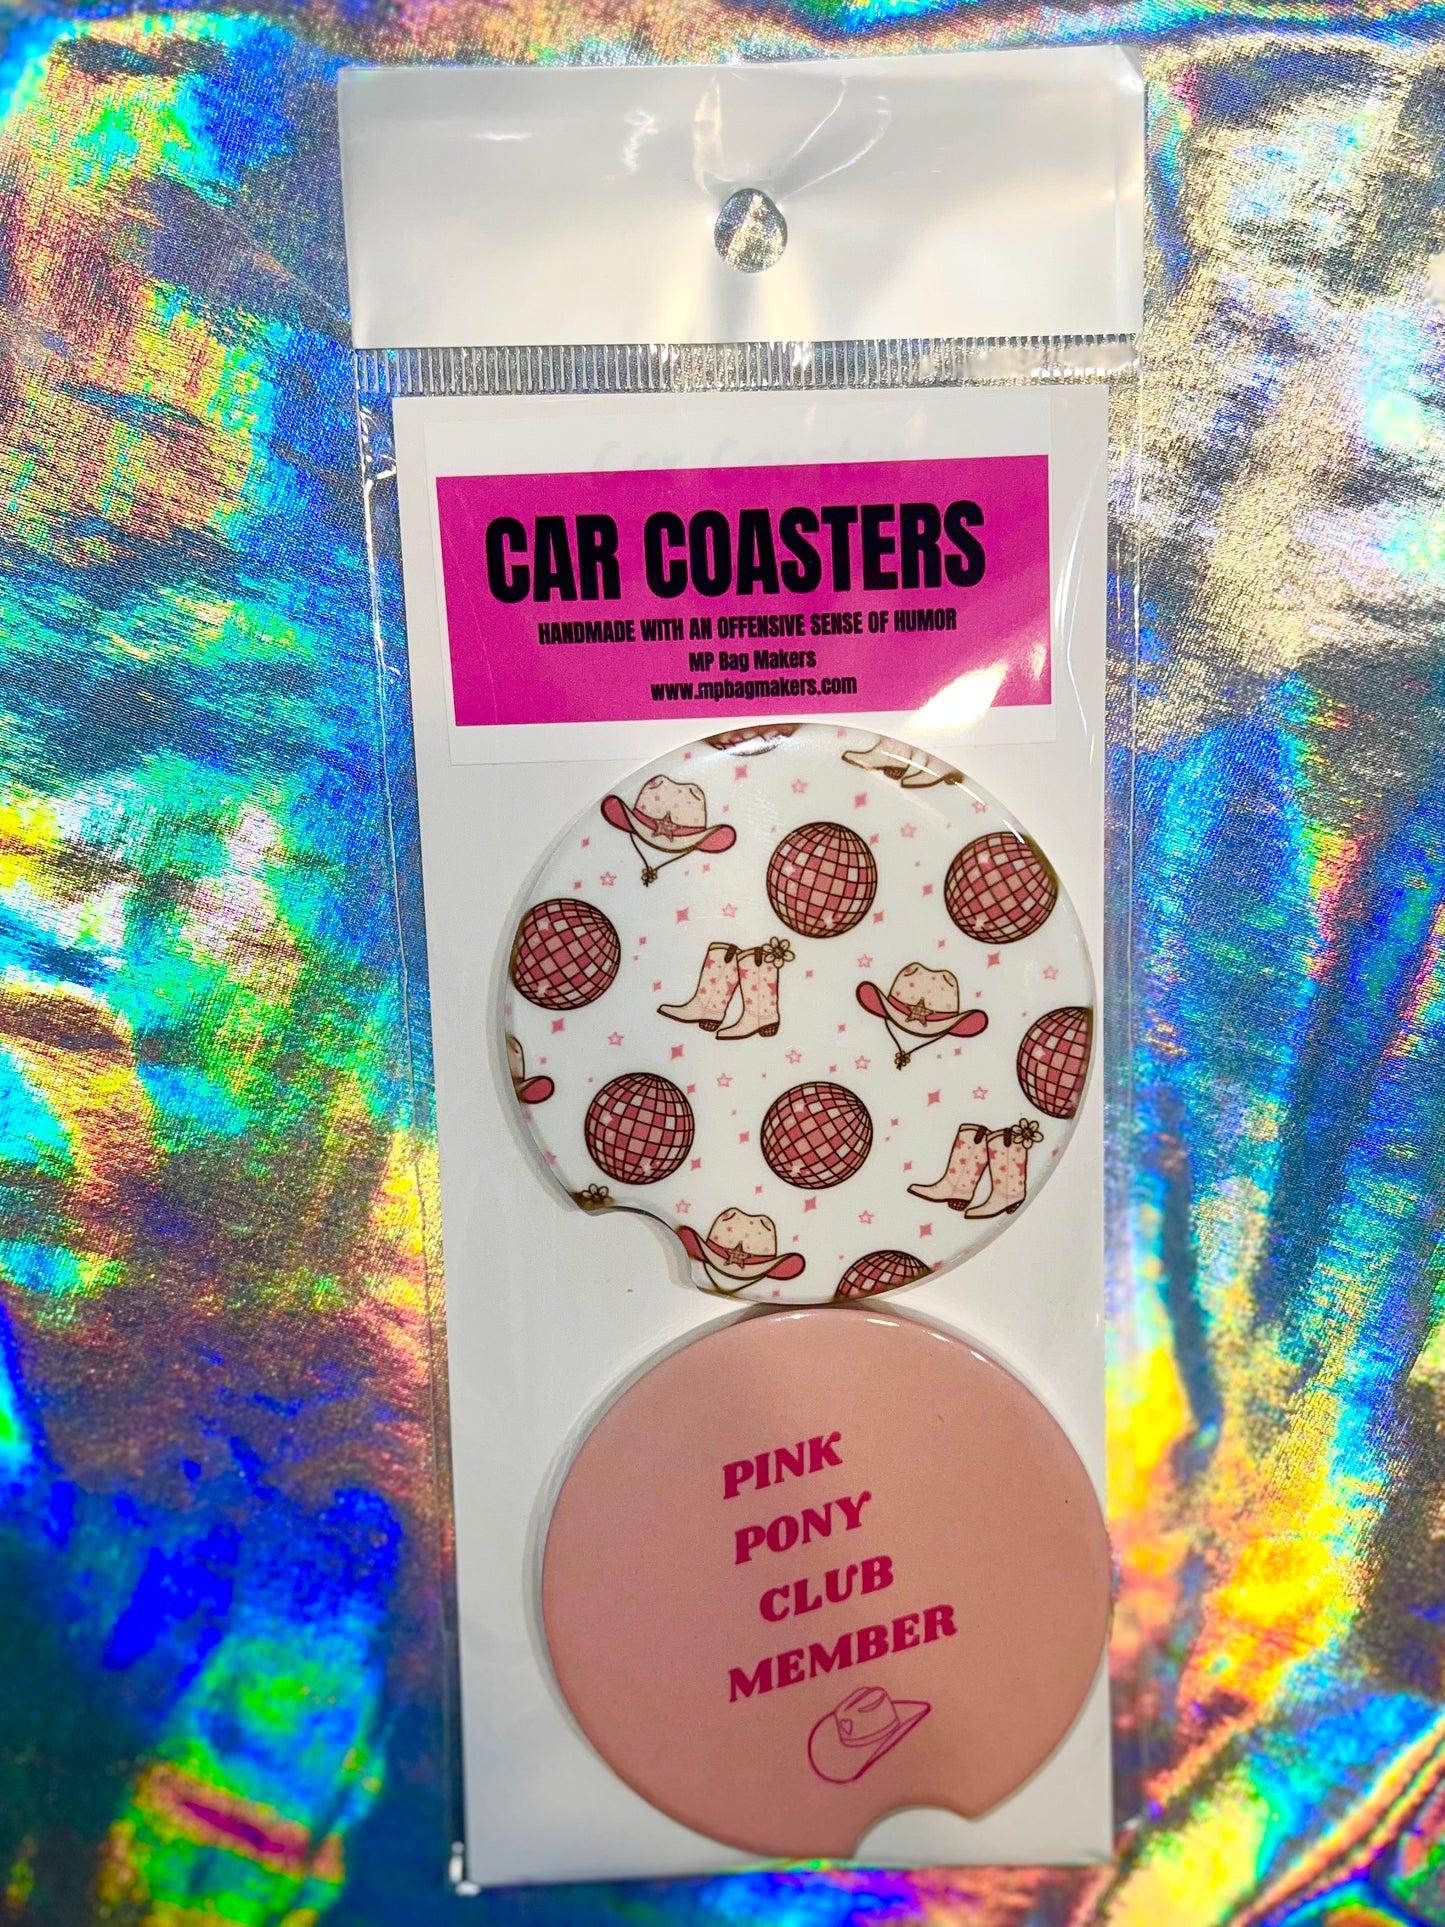 CAR COASTERS
HANDMADE WITH AN OFFENSIVE SENSE OF HUMOR
MP Bag Makers
www.mpbagmakers.com
PINK
PONY
CLUB
MEMBER